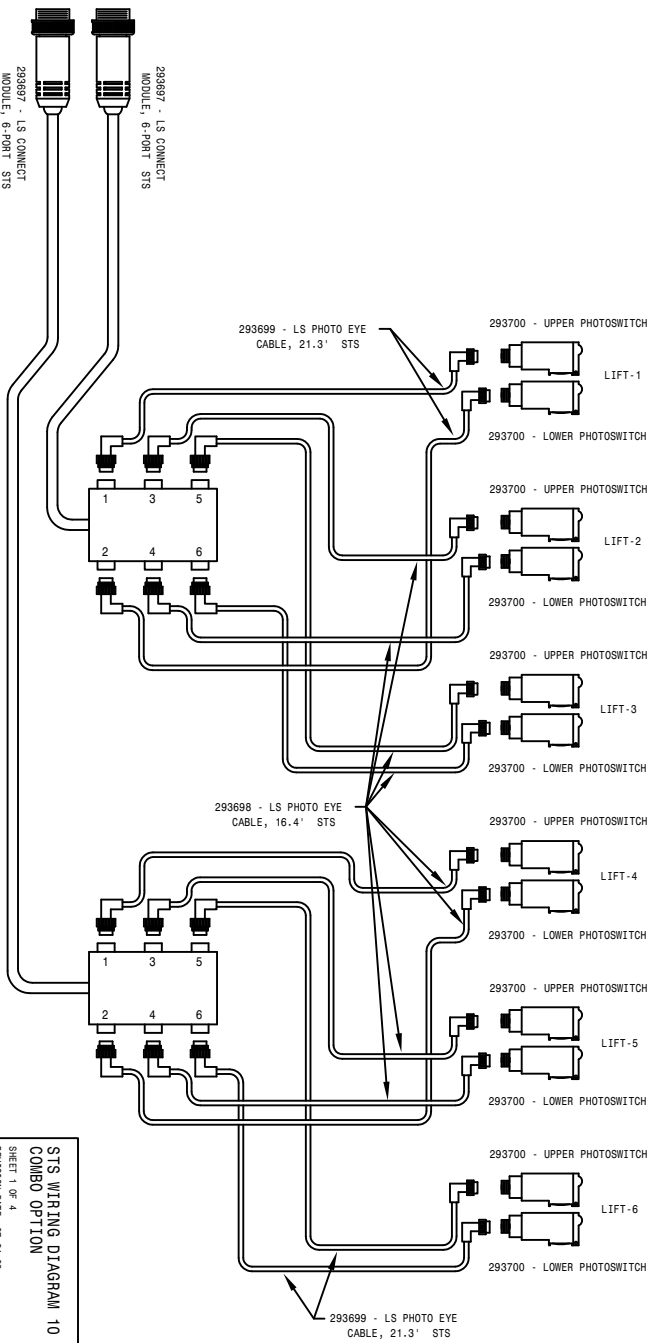 293697 - LS CONNECT
MODULE, 6-PORT STS
293697 - LS CONNECT
MODULE, 6-PORT STS
293699 - LS PHOTO EYE
CABLE, 21.3' STS
293700 - UPPER PHOTOSWITCH
LIFT-1
293700 - LOWER PHOTOSWITCH
1 3 5
2 4 6
293700 - UPPER PHOTOSWITCH
LIFT-2
293700 - LOWER PHOTOSWITCH
293700 - UPPER PHOTOSWITCH
LIFT-3
293700 - LOWER PHOTOSWITCH
293698 - LS PHOTO EYE
CABLE, 16.4' STS
293700 - UPPER PHOTOSWITCH
LIFT-4
293700 - LOWER PHOTOSWITCH
1 3 5
2 4 6
293700 - UPPER PHOTOSWITCH
LIFT-5
293700 - LOWER PHOTOSWITCH
293700 - UPPER PHOTOSWITCH
LIFT-6
293700 - LOWER PHOTOSWITCH
293699 - LS PHOTO EYE
CABLE, 21.3' STS
STS WIRING DIAGRAM 10
COMBO OPTION
SHEET 1 OF 4